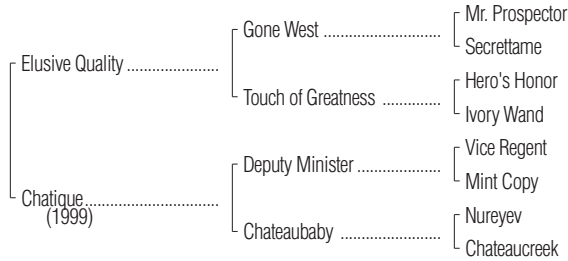 Mr. Prospector
Gone West ........................................
Secrettame
Elusive Quality ........................
Hero's Honor
Touch of Greatness ..............
Ivory Wand
Vice Regent
Deputy Minister ......................
Mint Copy
Chatique...................................
(1999)
Nureyev
Chateaubaby ..........................
Chateaucreek